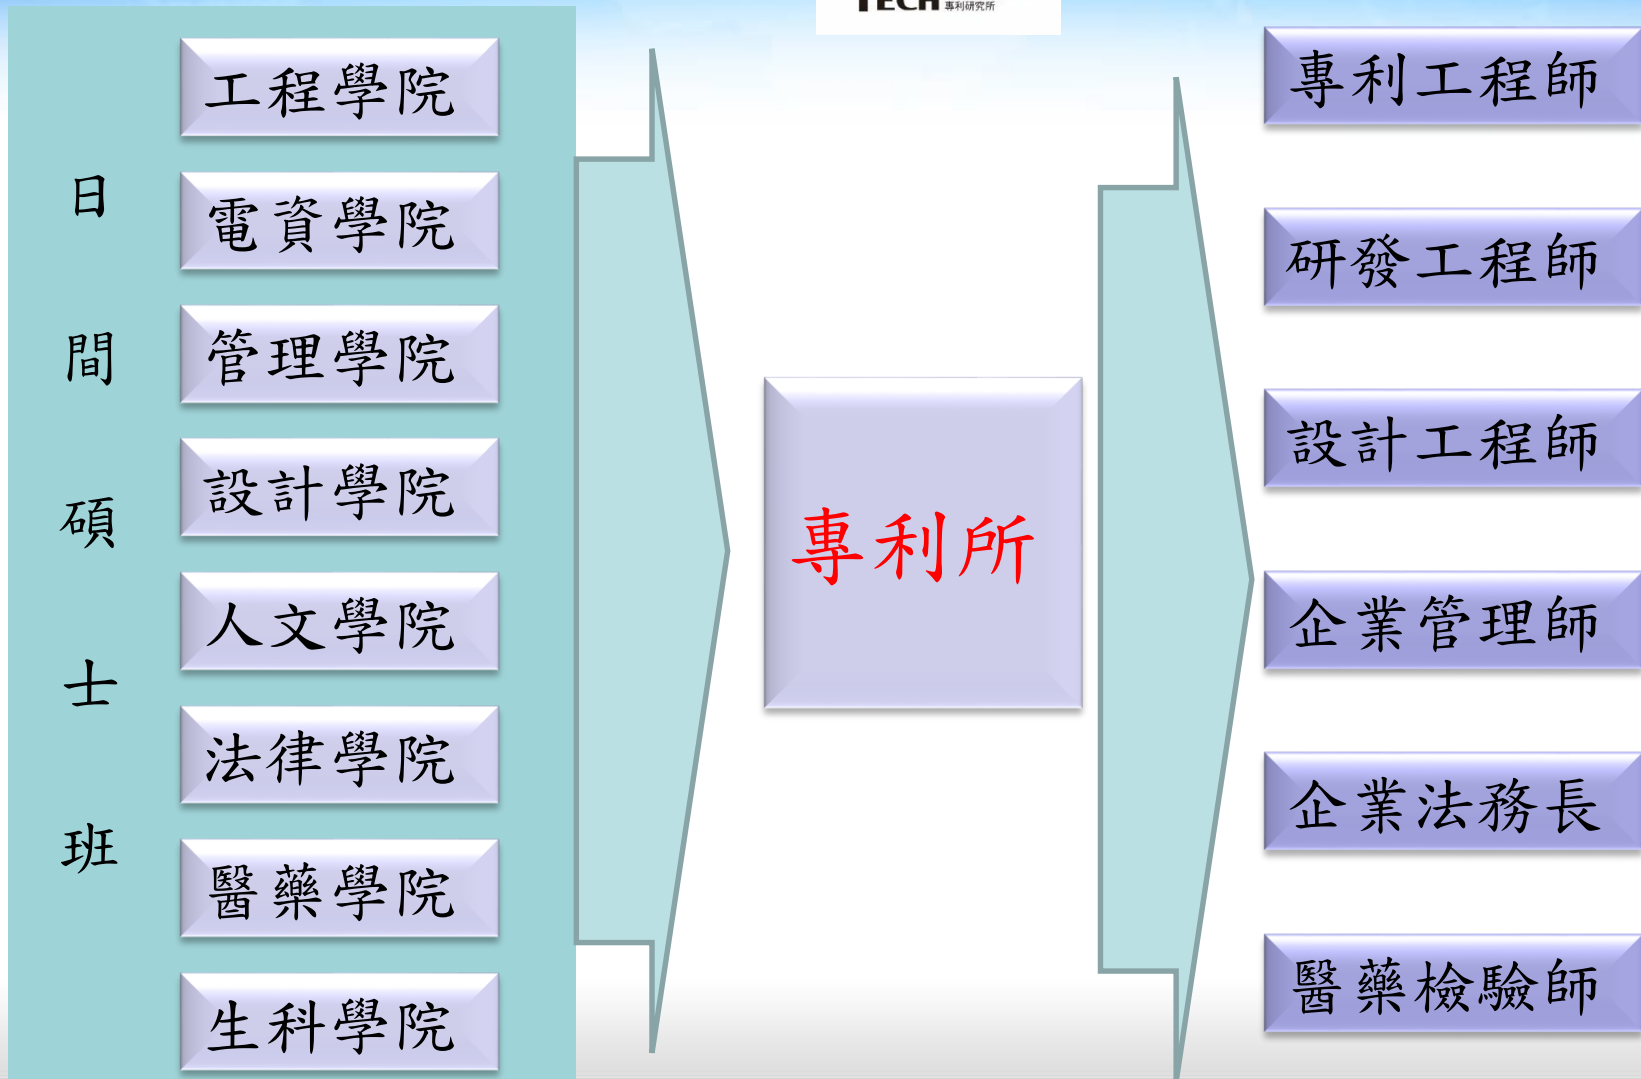 TECH 專利研究所
日間碩士班
工程學院
電資學院
管理學院
設計學院
人文學院
法律學院
醫藥學院
生科學院
專利所
專利工程師
研發工程師
設計工程師
企業管理師
企業法務長
醫藥檢驗師